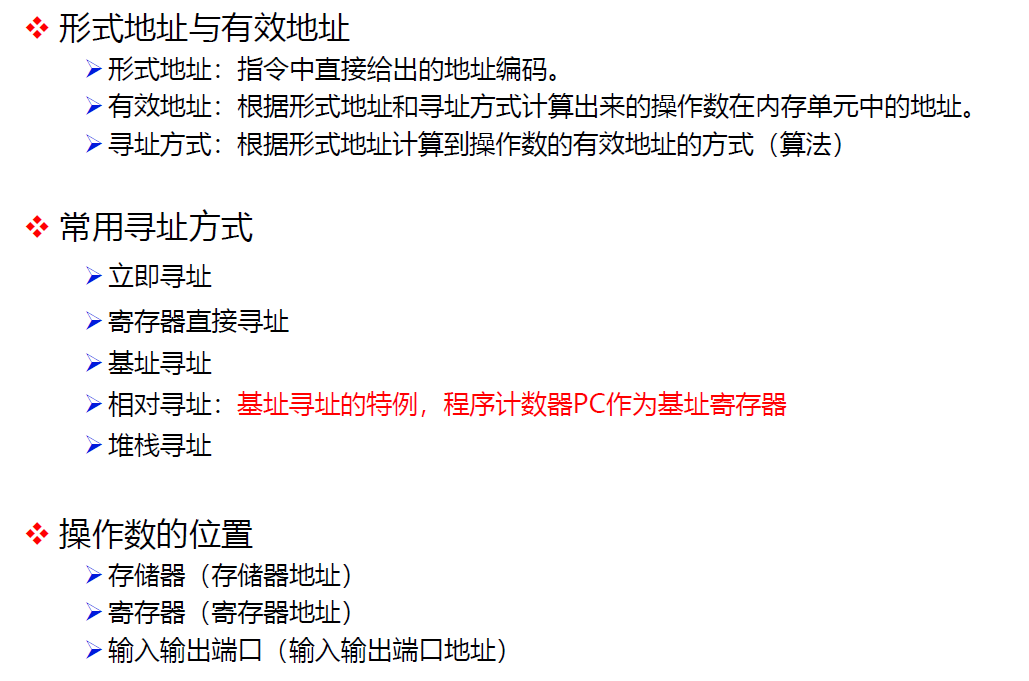 形式地址与有效地址
形式地址：指令中直接给出的地址编码。
有效地址：根据形式地址和寻址方式计算出来的操作数在内存单元中的地址。
寻址方式：根据形式地址计算到操作数的有效地址的方式（算法）
常用寻址方式
立即寻址
寄存器直接寻址
基址寻址
相对寻址：基址寻址的特例，程序计数器PC作为基址寄存器
堆栈寻址
操作数的位置
存储器（存储器地址）
寄存器（寄存器地址）
输入输出端口（输入输出端口地址）